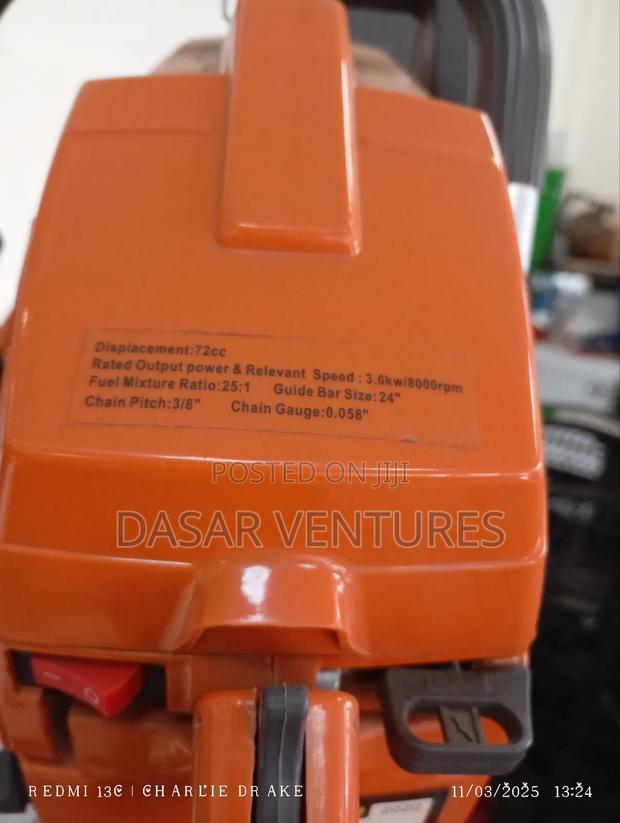 Displacement:72cc
Rated Output power & Relevant Speed : 3.6kw/8000rpm
Fuel Mixture Ratio:25:1 Guide Bar Size:24"
Chain Pitch:3/8" Chain Gauge:0.058"
POSTED ON JIJI
DASAR VENTURES
REDMI 13C | CHARLIE DRAKE 11/03/2025 13:24